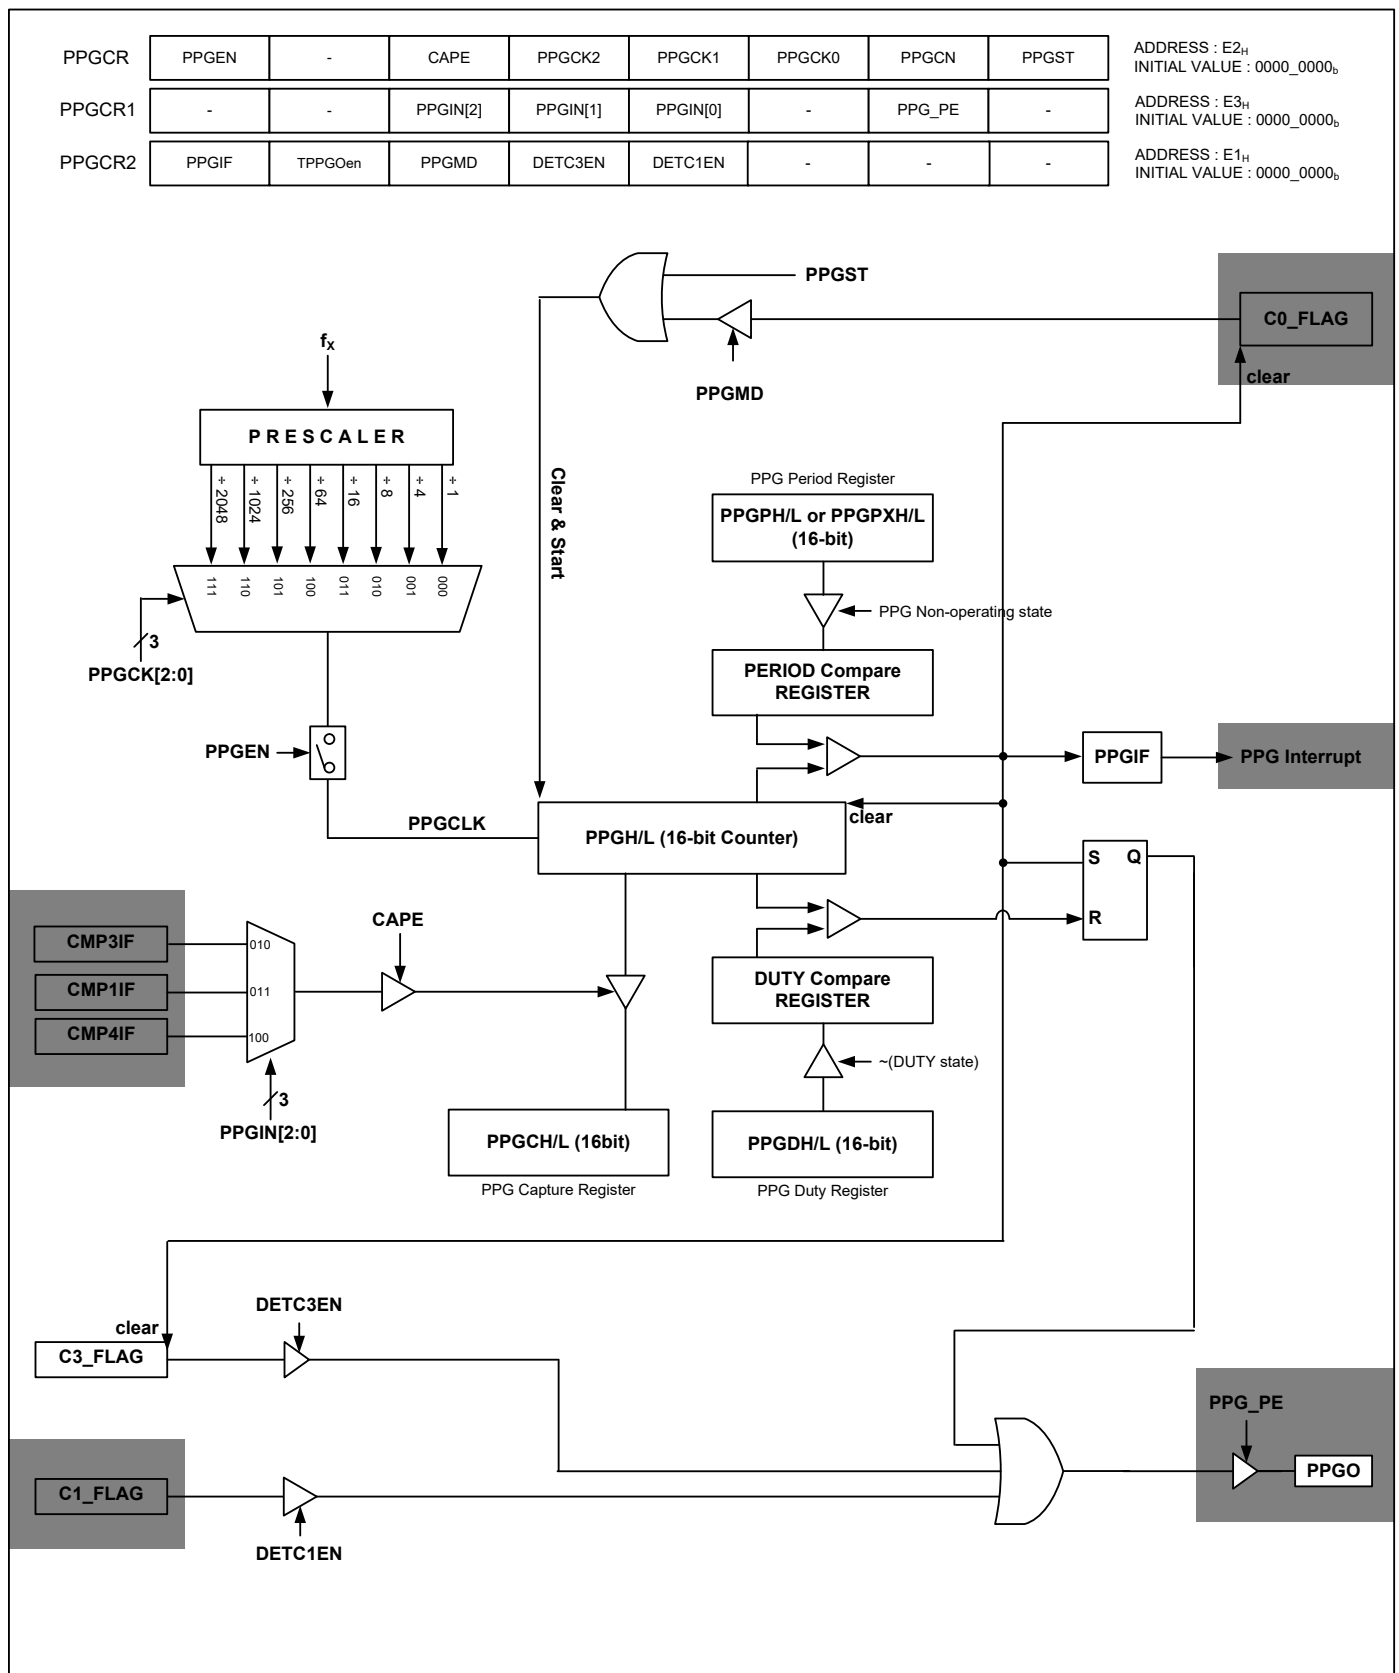 PPGCR PPGEN - CAPE PPGCK2 PPGCK1 PPGCK0 PPGCN PPGST ADDRESS : E2H
INITIAL VALUE : 0000_0000b
PPGCR1 - - PPGIN[2] PPGIN[1] PPGIN[0] - PPG_PE - ADDRESS : E3H
INITIAL VALUE : 0000_0000b
PPGCR2 PPGIF TPPGOen PPGMD DETC3EN DETC1EN - - - ADDRESS : E1H
INITIAL VALUE : 0000_0000b
PPGST
C0_FLAG
clear
PPGMD
fX
PRESCALER
÷ 2048
÷ 1024
÷ 256
÷ 64
÷ 16
÷ 8
÷ 4
÷ 1
111
110
101
100
011
010
001
000
3
PPGCK[2:0]
Clear & Start
PPG Period Register
PPGPH/L or PPGPXH/L
(16-bit)
PPG Non-operating state
PERIOD Compare
REGISTER
PPGEN
PPGIF
PPG Interrupt
PPGCLK
PPGH/L (16-bit Counter)
clear
S Q
R
CAPE
CMP3IF
010
CMP1IF
011
CMP4IF
100
3
PPGIN[2:0]
DUTY Compare
REGISTER
~(DUTY state)
PPGCH/L (16bit)
PPG Capture Register
PPGDH/L (16-bit)
PPG Duty Register
DETC3EN
clear
C3_FLAG
PPG_PE
PPGO
C1_FLAG
DETC1EN